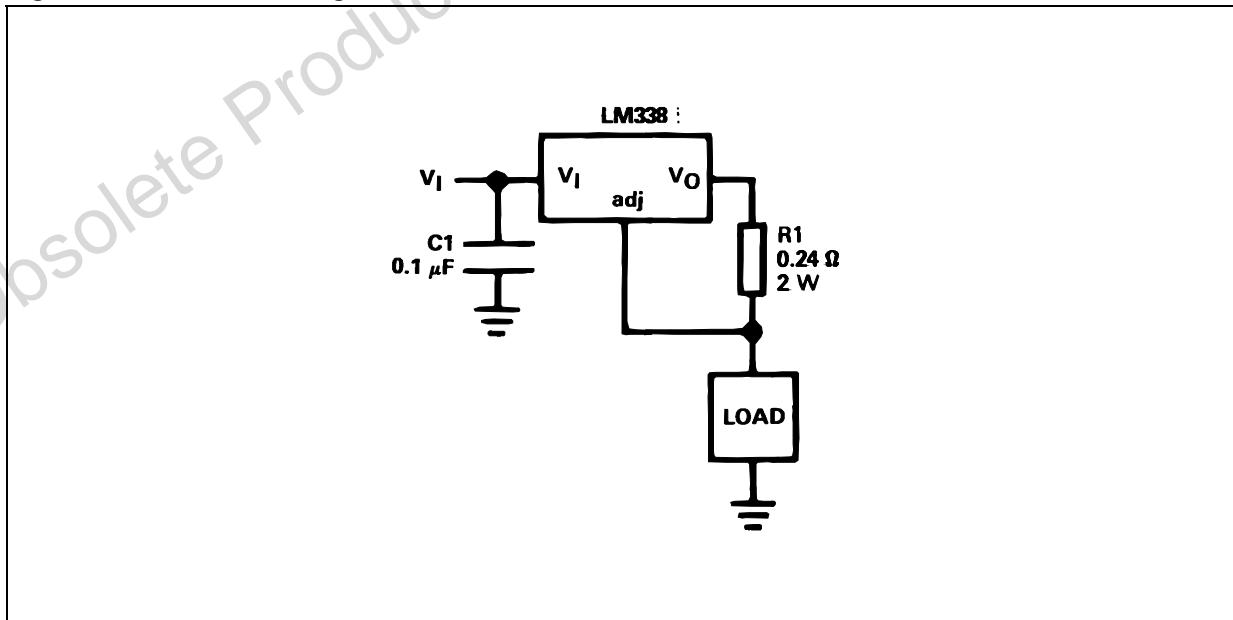 LM338
V_I
V_I
V_O
adj
C1
0.1 μF
R1
0.24 Ω
2 W
LOAD